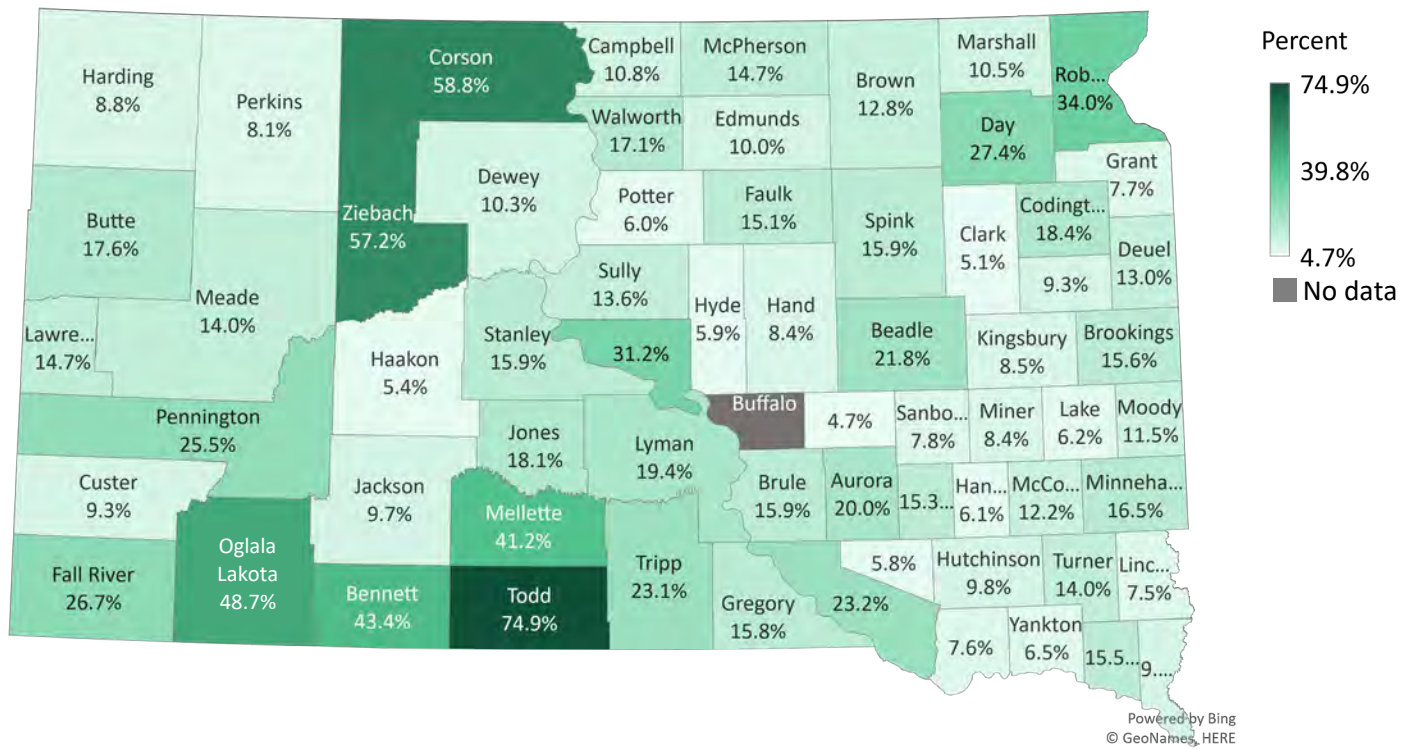 Harding
8.8%
Perkins
8.1%
Corson
58.8%
Campbell
10.8%
McPherson
14.7%
Brown
12.8%
Marshall
10.5%
Rob...
34.0%
Walworth
17.1%
Edmunds
10.0%
Day
27.4%
Grant
7.7%
Butte
17.6%
Ziebach
57.2%
Dewey
10.3%
Potter
6.0%
Faulk
15.1%
Spink
15.9%
Clark
5.1%
Codingt...
18.4%
Deuel
13.0%
9.3%
Meade
14.0%
Lawre...
14.7%
Haakon
5.4%
Stanley
15.9%
Sully
13.6%
31.2%
Hyde
5.9%
Hand
8.4%
Beadle
21.8%
Kingsbury
8.5%
Brookings
15.6%
Pennington
25.5%
Custer
9.3%
Jackson
9.7%
Jones
18.1%
Lyman
19.4%
Buffalo
4.7%
Sanbo...
7.8%
Miner
8.4%
Lake
6.2%
Moody
11.5%
Brule
15.9%
Aurora
20.0%
15.3...
Han...
6.1%
McCo...
12.2%
Minneha...
16.5%
Fall River
26.7%
Oglala
Lakota
48.7%
Bennett
43.4%
Mellette
41.2%
Todd
74.9%
Tripp
23.1%
Gregory
15.8%
23.2%
5.8%
Hutchinson
9.8%
Turner
14.0%
Linc...
7.5%
7.6%
Yankton
6.5%
15.5...
9....
Percent
74.9%
39.8%
4.7%
No data
Powered by Bing
© GeoNames, HERE